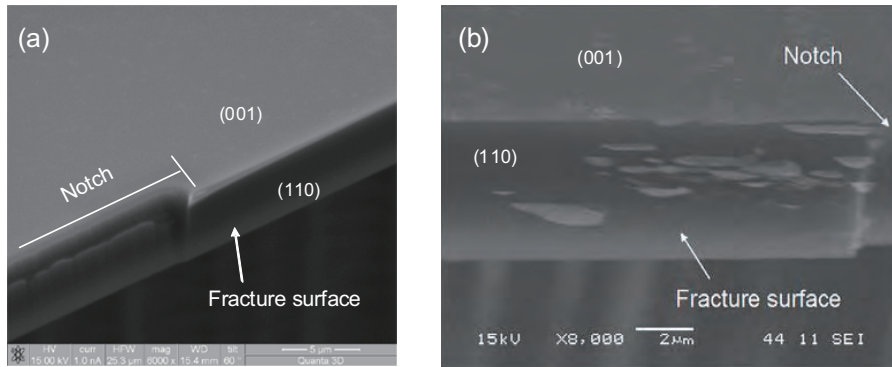 (a)
(001)
Notch
(110)
Fracture surface
HV curr HFW mag WD tilt
15.00 kV 1.0 nA 25.3 µm 6000 x 15.4 mm 60 °
5 µm
Quanta 3D
(b)
(001)
Notch
(110)
Fracture surface
15kV X8,000 2µm 44 11 SEI